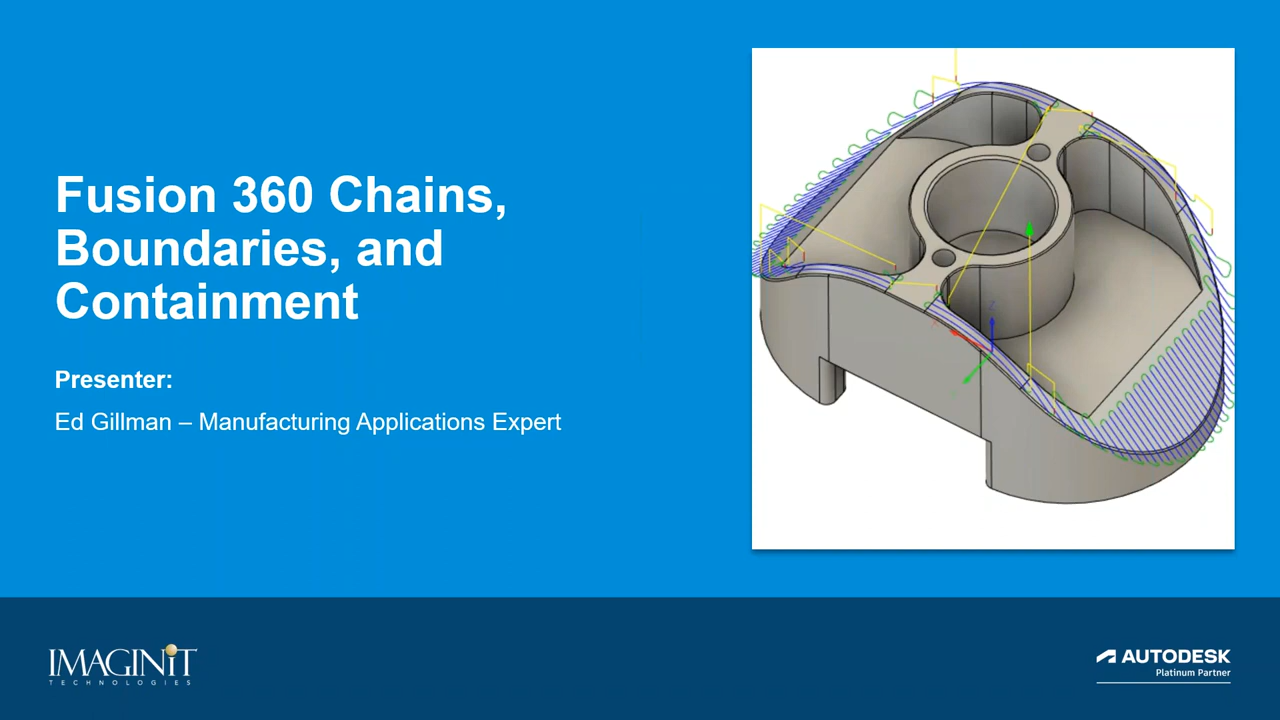 Fusion 360 Chains,
Boundaries, and
Containment
Presenter:
Ed Gillman – Manufacturing Applications Expert
IMAGINiT
TECHNOLOGIES
AUTODESK
Platinum Partner